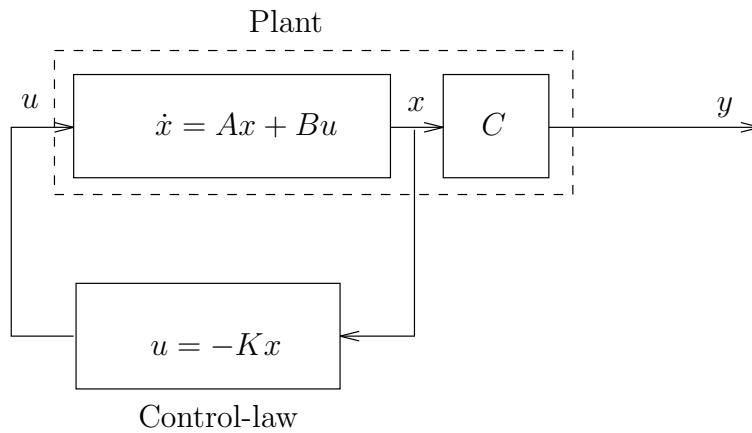 Plant
u
ẋ = Ax + Bu
x
C
y
u = −Kx
Control-law